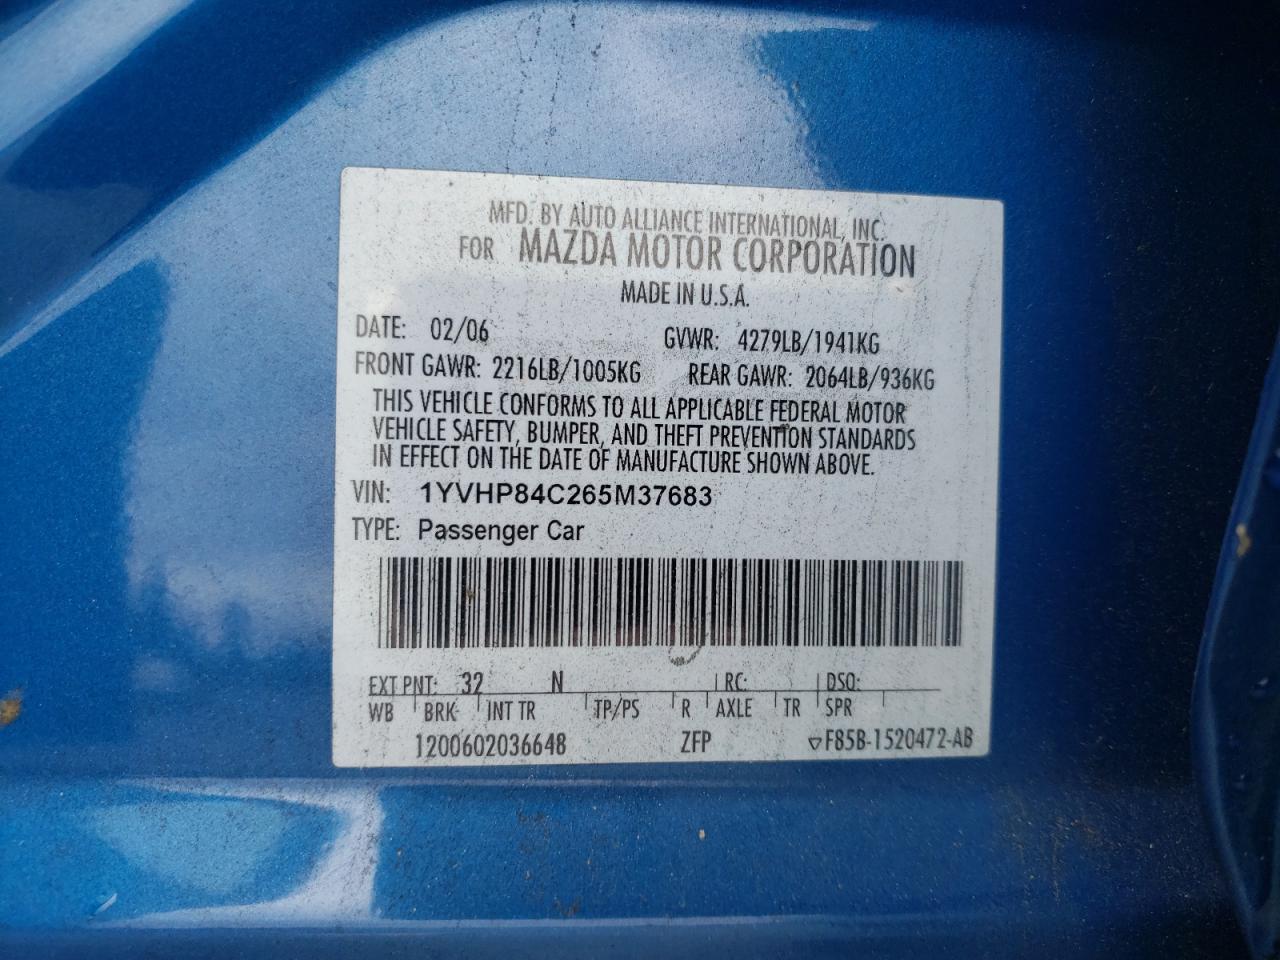 MFD. BY AUTO ALLIANCE INTERNATIONAL, INC.
FOR MAZDA MOTOR CORPORATION
MADE IN U.S.A.
DATE: 02/06 GVWR: 4279LB/1941KG
FRONT GAWR: 2216LB/1005KG REAR GAWR: 2064LB/936KG
THIS VEHICLE CONFORMS TO ALL APPLICABLE FEDERAL MOTOR
VEHICLE SAFETY, BUMPER, AND THEFT PREVENTION STANDARDS
IN EFFECT ON THE DATE OF MANUFACTURE SHOWN ABOVE.
VIN: 1YVHP84C265M37683
TYPE: Passenger Car
EXT PNT: 32 N RC: DSO:
WB BRK INT TR TP/PS R AXLE TR SPR
1200602036648 ZFP ▽F85B-1520472-AB